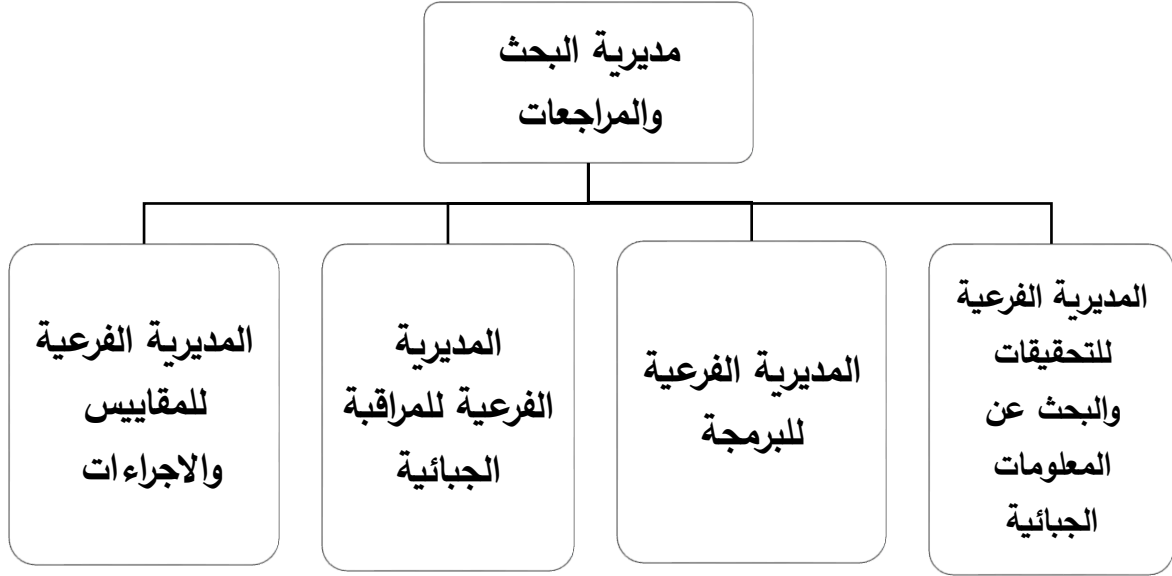 مديرية البحث
والمراجعات
المديرية الفرعية
للتحقيقات
والبحث عن
المعلومات
الجبائية
المديرية الفرعية
للبرمجة
المديرية
الفرعية للمراقبة
الجبائية
المديرية الفرعية
للمقاييس
والاجراءات